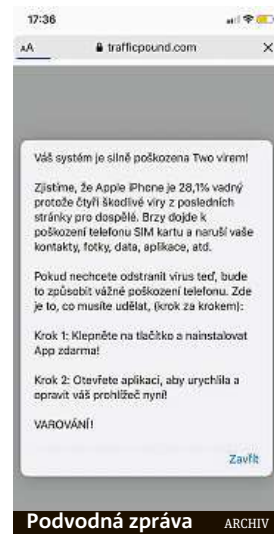 17:36
AA trafficpound.com ×
Váš systém je silně poškozena Two virem!
Zjistíme, že Apple iPhone je 28,1% vadný
protože čtyři škodlivé viry z posledních
stránky pro dospělé. Brzy dojde k
poškození telefonu SIM kartu a naruší vaše
kontakty, fotky, data, aplikace, atd.
Pokud nechcete odstranit virus teď, bude
to způsobit vážné poškození telefonu. Zde
je to, co musíte udělat, (krok za krokem):
Krok 1: Klepněte na tlačítko a nainstalovat
App zdarma!
Krok 2: Otevřete aplikaci, aby urychlila a
opravit váš prohlížeč nyní!
VAROVÁNÍ!
Zavřít
Podvodná zpráva ARCHIV